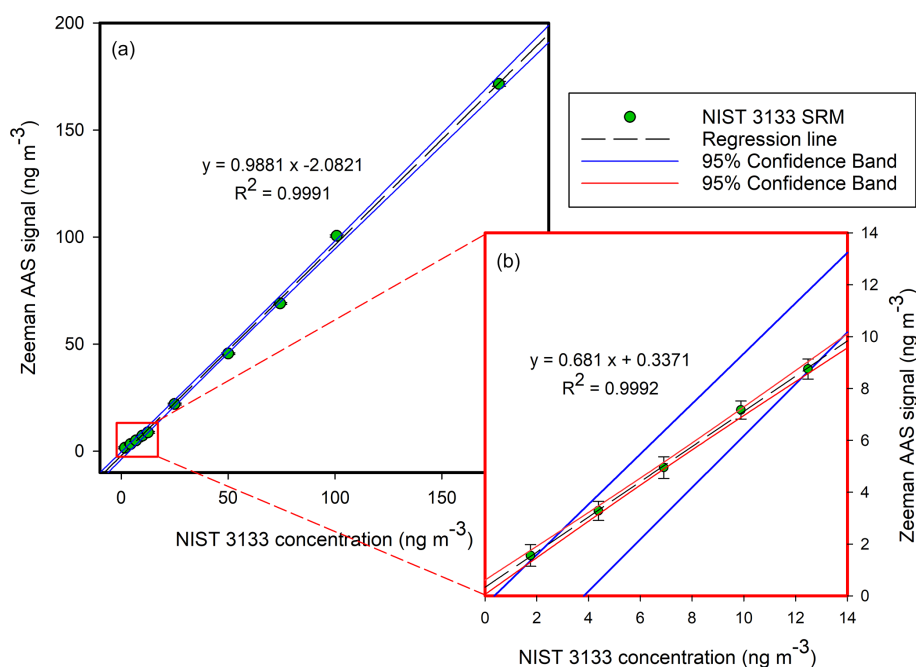 (a)
Zeeman AAS signal (ng m-3)
200
150
100
50
0
y = 0.9881 x -2.0821
R2 = 0.9991
0
50
100
150
NIST 3133 concentration (ng m-3)
NIST 3133 SRM
Regression line
95% Confidence Band
95% Confidence Band
(b)
y = 0.681 x + 0.3371
R2 = 0.9992
14
12
10
8
6
4
2
0
Zeeman AAS signal (ng m-3)
0
2
4
6
8
10
12
14
NIST 3133 concentration (ng m-3)